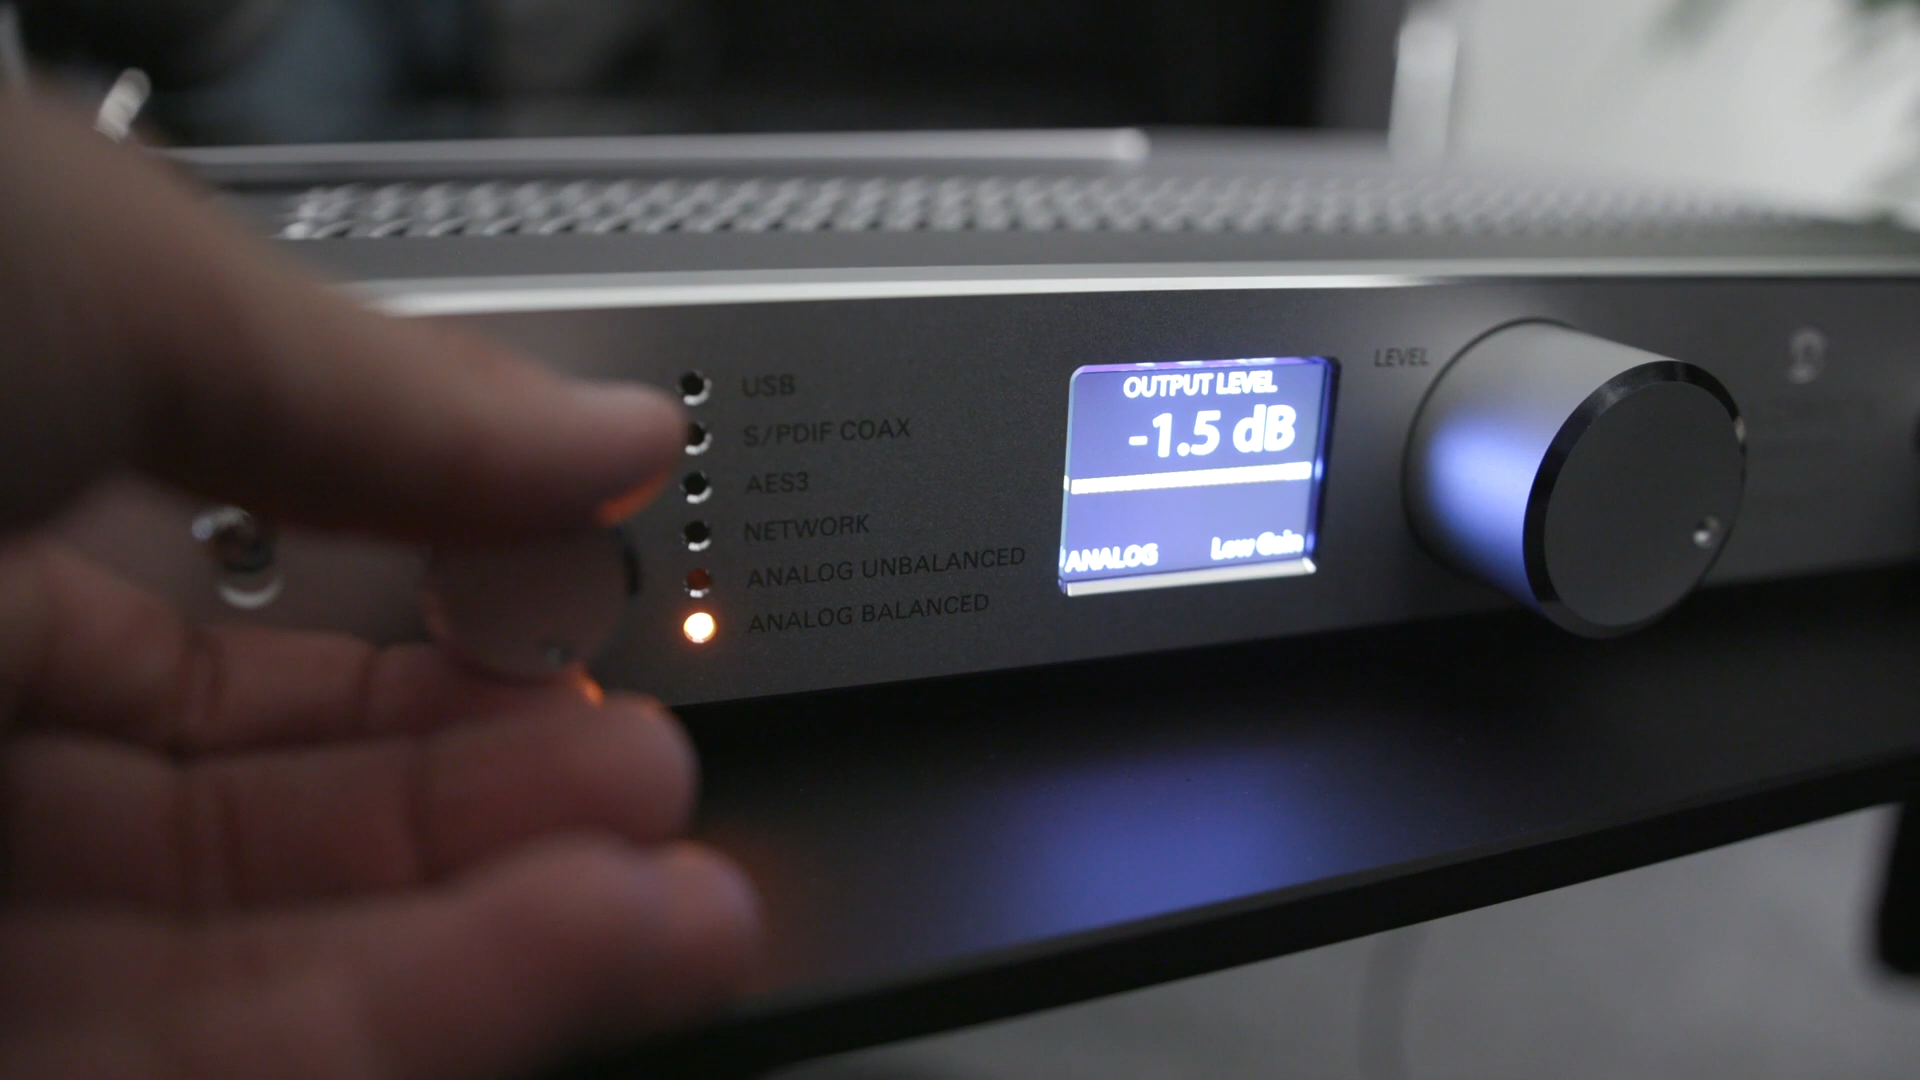 USB
S/PDIF COAX
AES3
NETWORK
ANALOG UNBALANCED
ANALOG BALANCED
OUTPUT LEVEL
-1.5 dB
ANALOG Low Gain
LEVEL